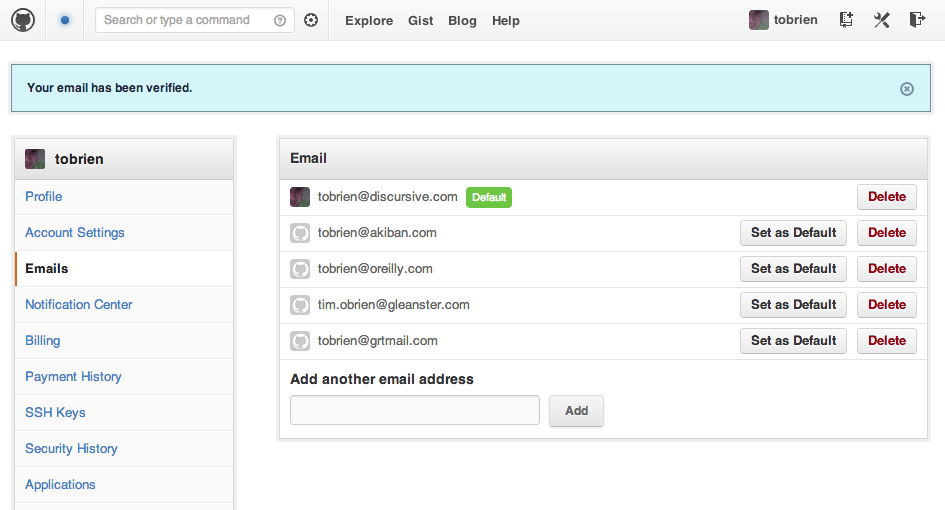 Search or type a command
Explore Gist Blog Help
tobrien
Your email has been verified.
tobrien
Profile
Account Settings
Emails
Notification Center
Billing
Payment History
SSH Keys
Security History
Applications
Email
tobrien@discursive.com Default Delete
tobrien@akiban.com Set as Default Delete
tobrien@oreilly.com Set as Default Delete
tim.obrien@gleanster.com Set as Default Delete
tobrien@grtmail.com Set as Default Delete
Add another email address
Add